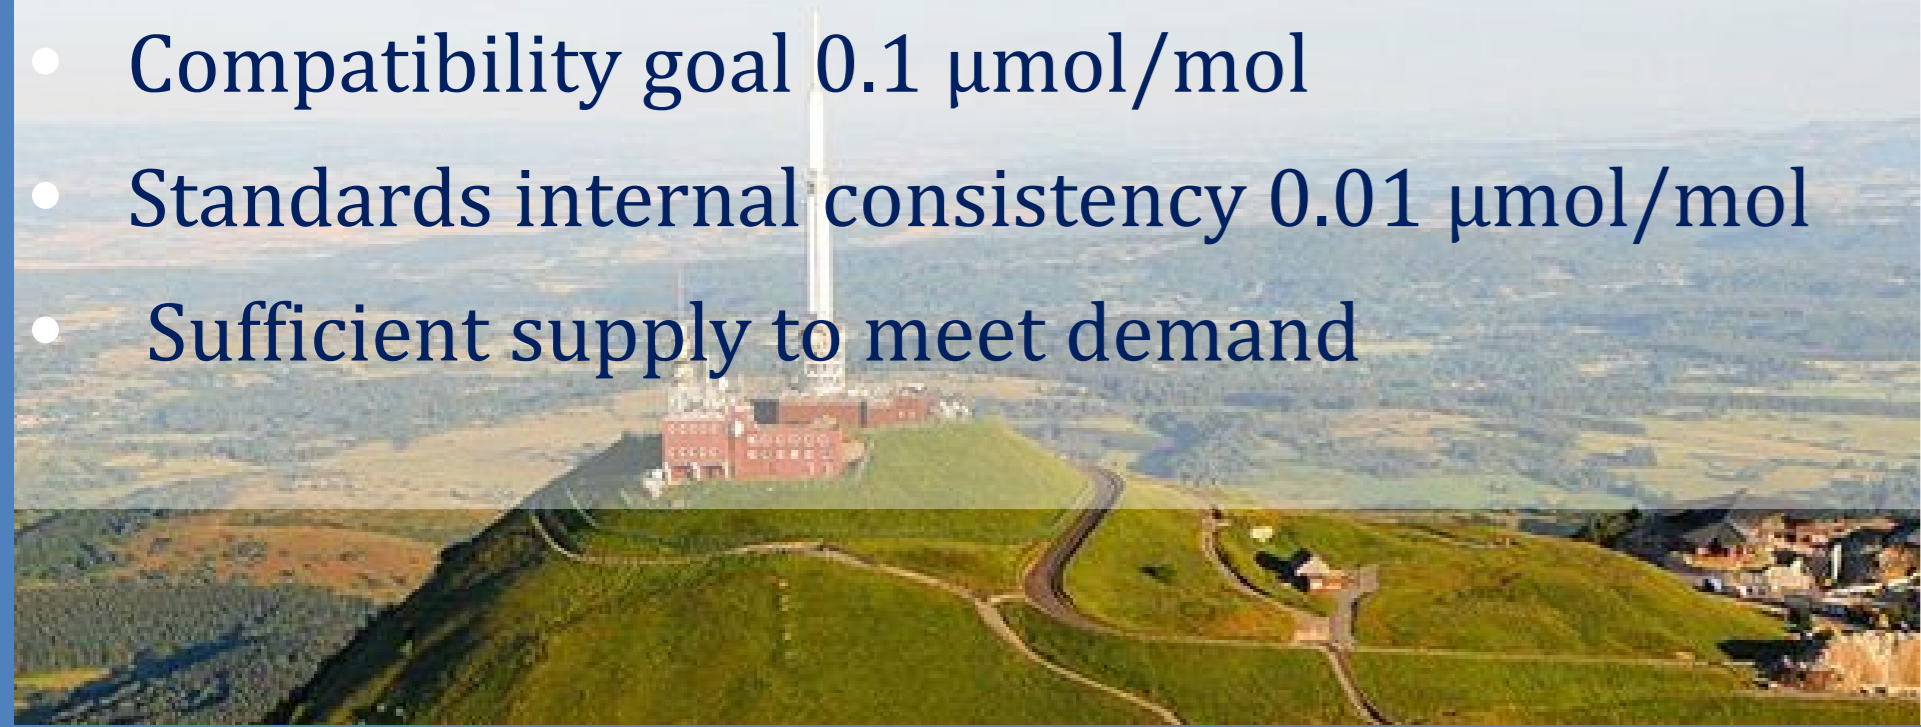 • Compatibility goal 0.1 µmol/mol
• Standards internal consistency 0.01 µmol/mol
• Sufficient supply to meet demand